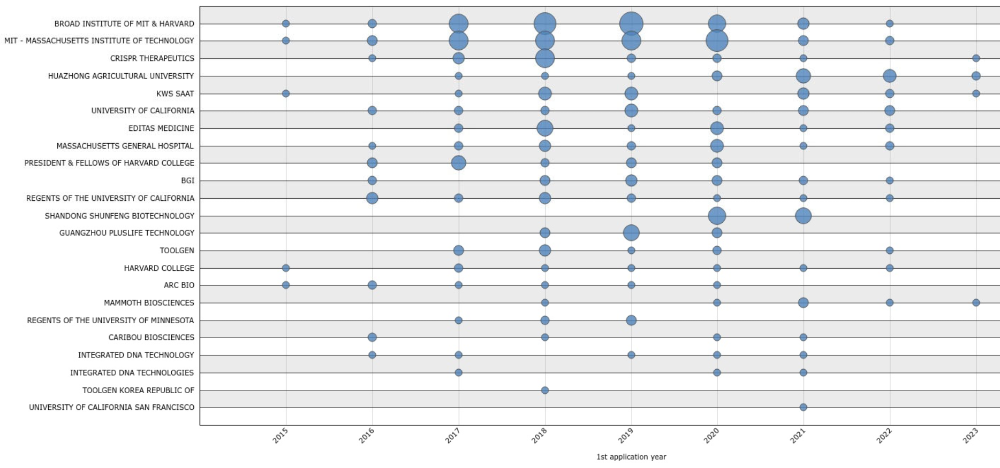 BROAD INSTITUTE OF MIT & HARVARD
MIT - MASSACHUSETTS INSTITUTE OF TECHNOLOGY
CRISPR THERAPEUTICS
HUAZHONG AGRICULTURAL UNIVERSITY
KWS SAAT
UNIVERSITY OF CALIFORNIA
EDITAS MEDICINE
MASSACHUSETTS GENERAL HOSPITAL
PRESIDENT & FELLOWS OF HARVARD COLLEGE
BGI
REGENTS OF THE UNIVERSITY OF CALIFORNIA
SHANDONG SHUNFENG BIOTECHNOLOGY
GUANGZHOU PLUSLIFE TECHNOLOGY
TOOLGEN
HARVARD COLLEGE
ARC BIO
MAMMOTH BIOSCIENCES
REGENTS OF THE UNIVERSITY OF MINNESOTA
CARIBOU BIOSCIENCES
INTEGRATED DNA TECHNOLOGY
INTEGRATED DNA TECHNOLOGIES
TOOLGEN KOREA REPUBLIC OF
UNIVERSITY OF CALIFORNIA SAN FRANCISCO
2015 2016 2017 2018 2019 2020 2021 2022 2023
1st application year